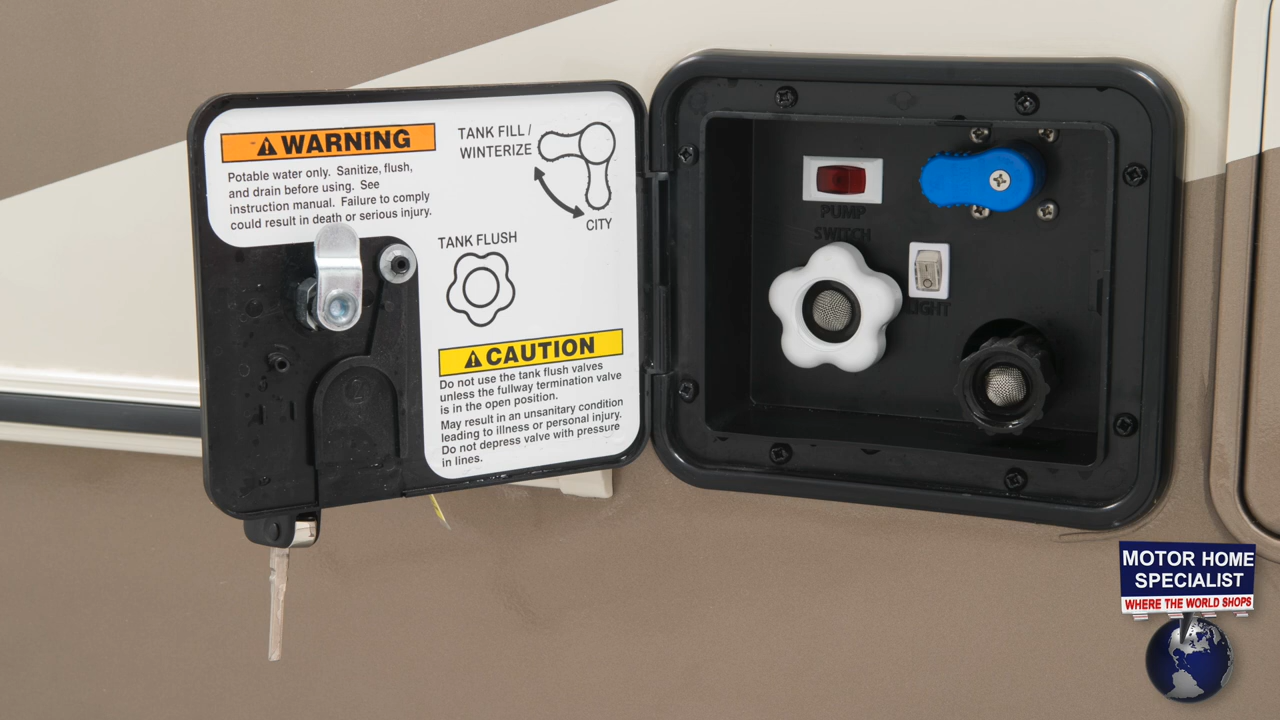 WARNING
Potable water only. Sanitize, flush,
and drain before using. See
instruction manual. Failure to comply
could result in death or serious injury.
TANK FILL /
WINTERIZE
CITY
TANK FLUSH
CAUTION
Do not use the tank flush valves
unless the fullway termination valve
is in the open position.
May result in an unsanitary condition
leading to illness or personal injury.
Do not depress valve with pressure
in lines.
PUMP
SWITCH
LIGHT
MOTOR HOME
SPECIALIST
WHERE THE WORLD SHOPS